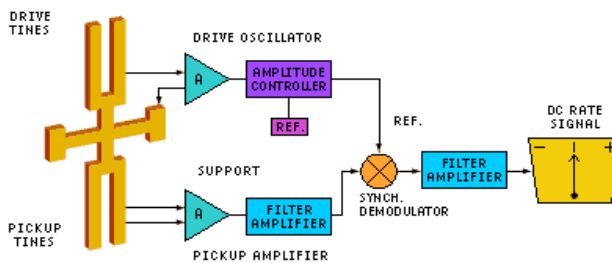 DRIVE
TINES
DRIVE OSCILLATOR
A
AMPLITUDE
CONTROLLER
REF.
REF.
DC RATE
SIGNAL
- +
SUPPORT
A
FILTER
AMPLIFIER
SYNCH.
DEMODULATOR
FILTER
AMPLIFIER
PICKUP
TINES
PICKUP AMPLIFIER